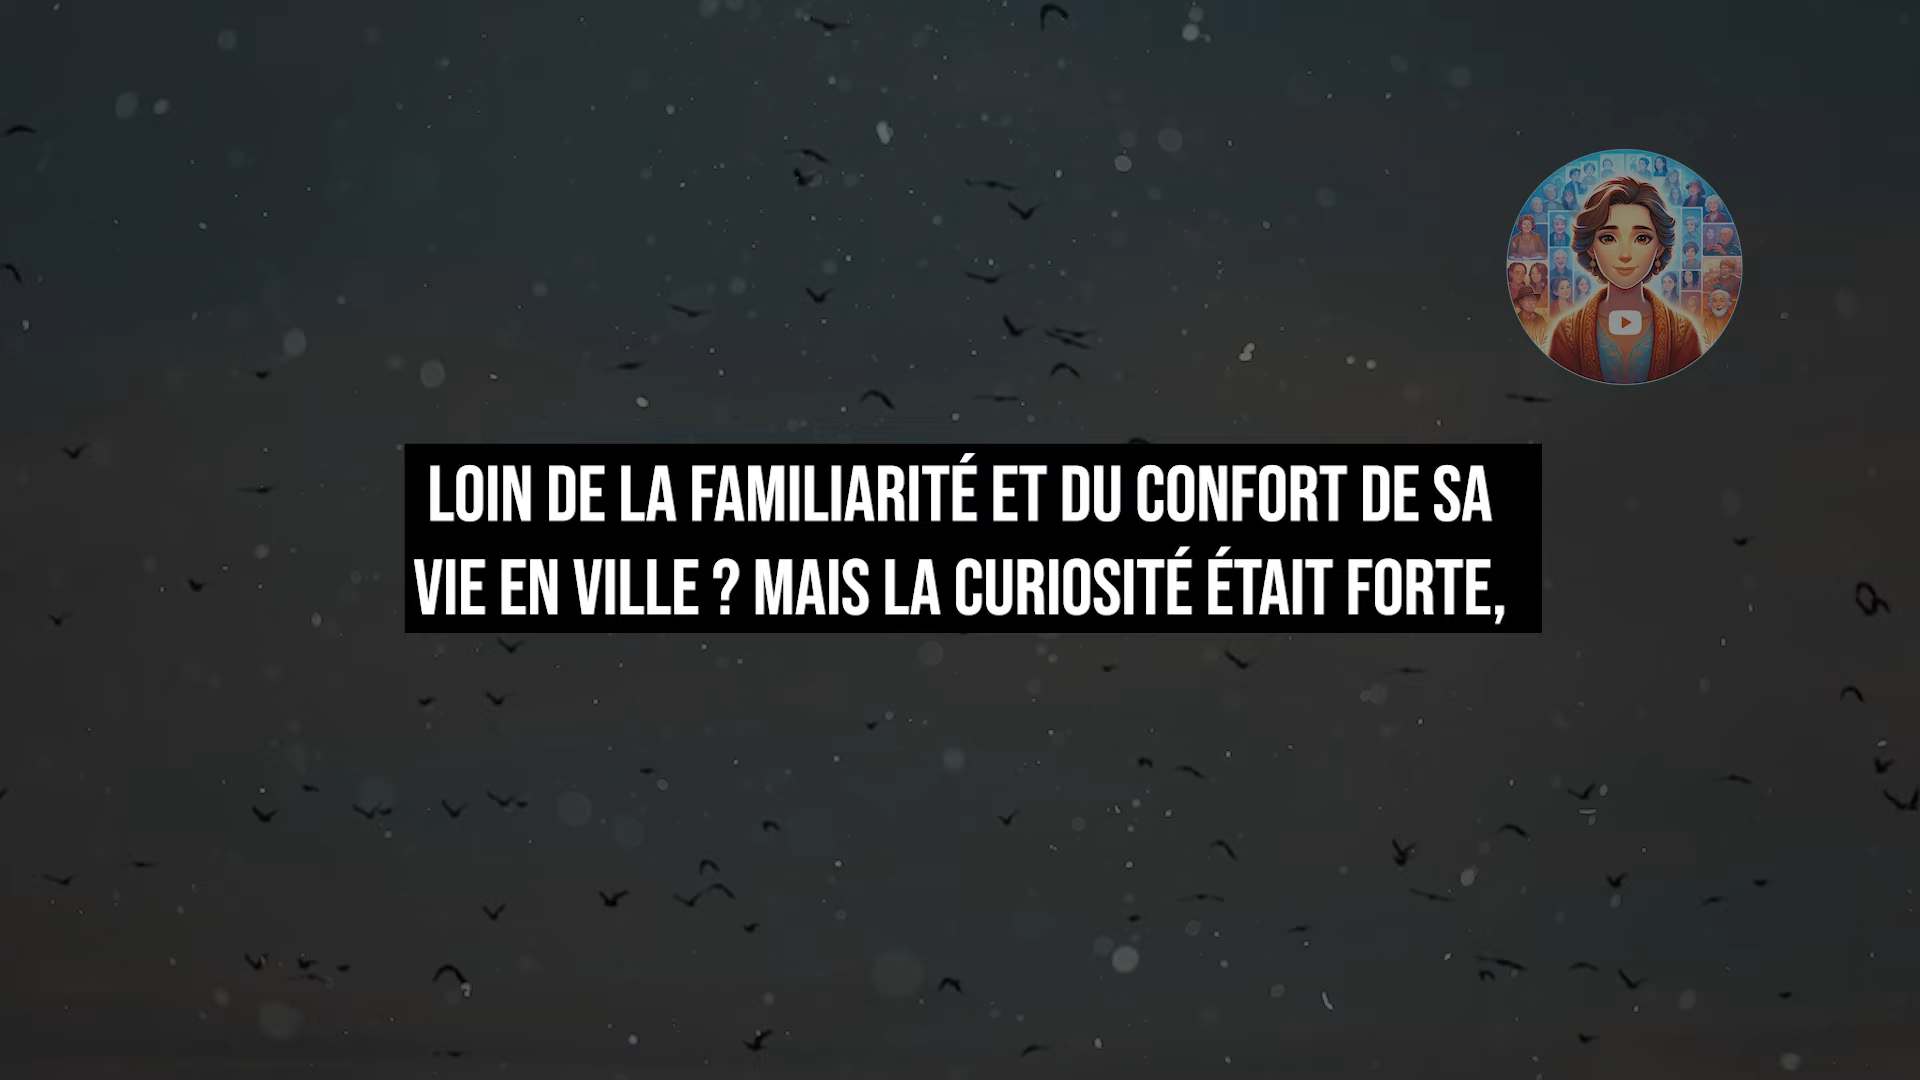 LOIN DE LA FAMILIARITÉ ET DU CONFORT DE SA
VIE EN VILLE ? MAIS LA CURIOSITÉ ÉTAIT FORTE,